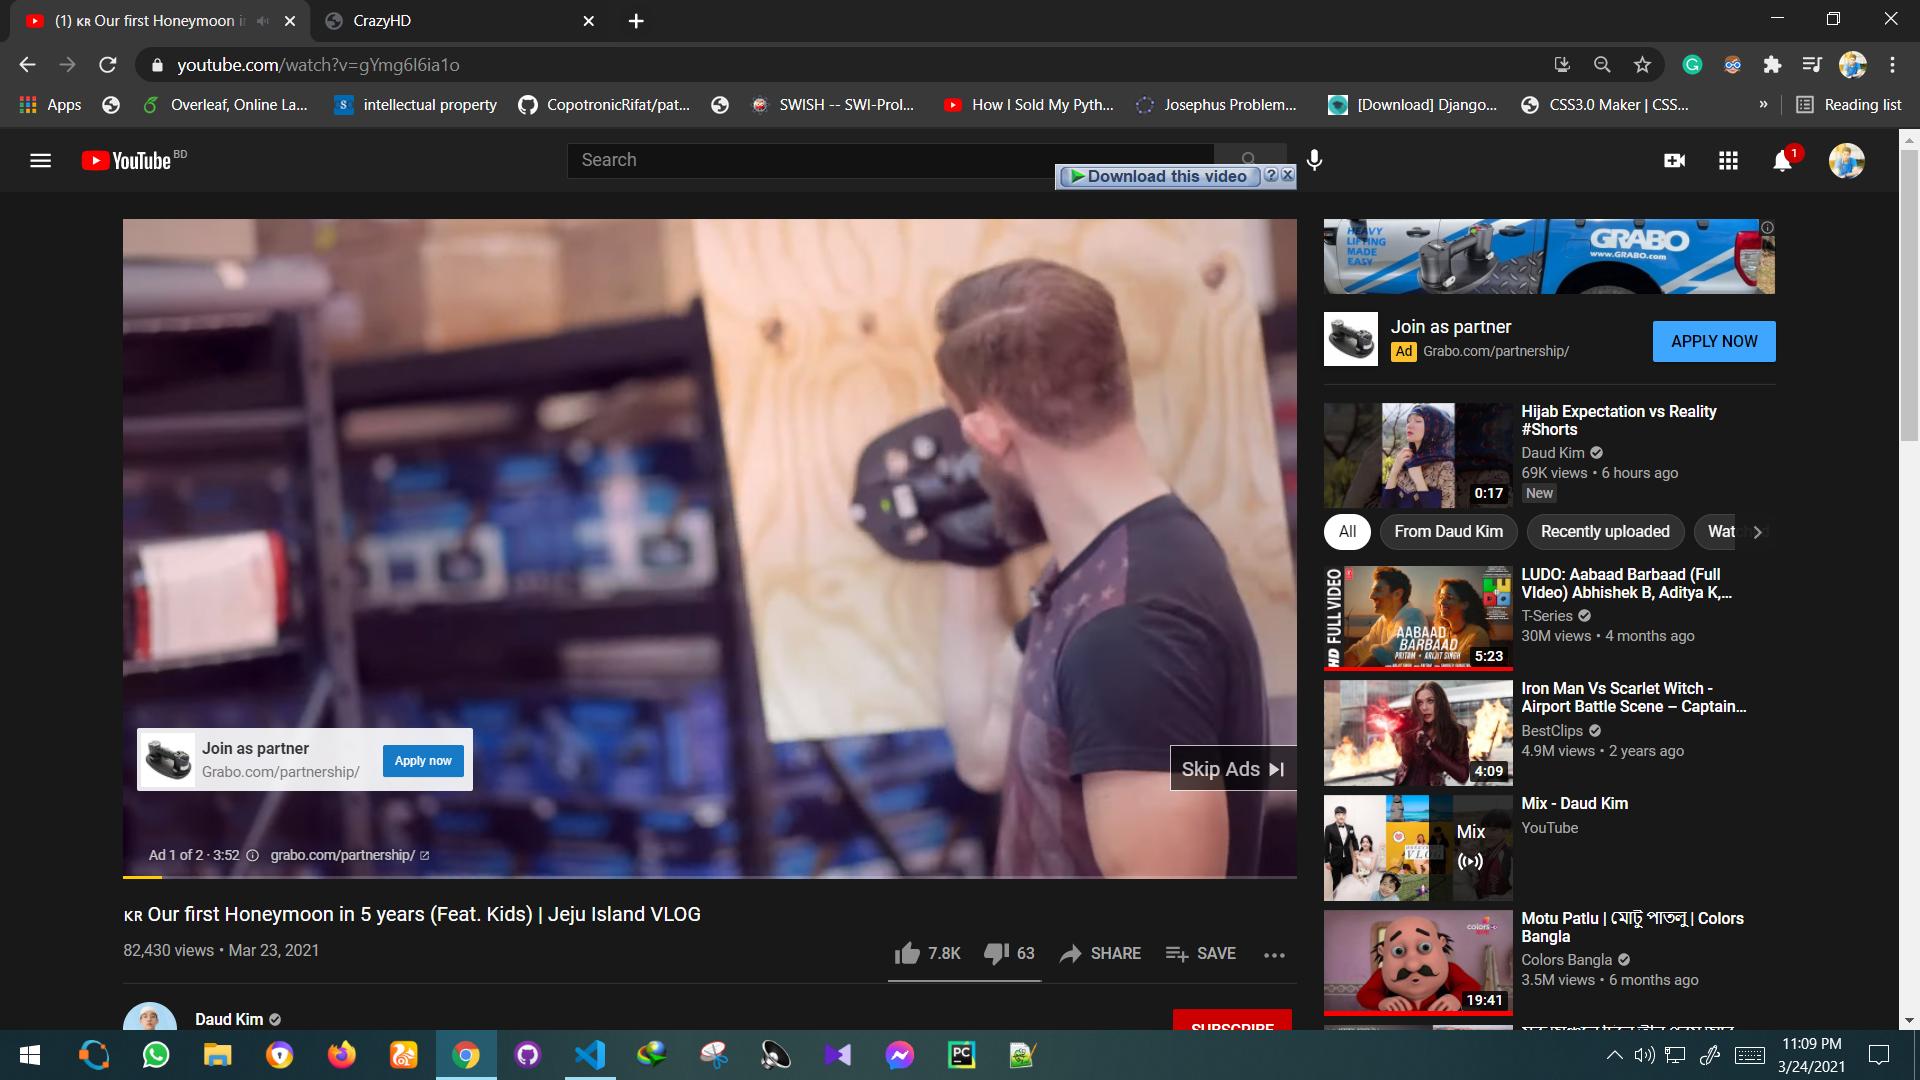 (1) ᴋʀ Our first Honeymoon i
CrazyHD
youtube.com/watch?v=gYmg6I6ia1o
Apps
Overleaf, Online La...
intellectual property
CopotronicRifat/pat...
SWISH -- SWI-Prol...
How I Sold My Pyth...
Josephus Problem...
[Download] Django...
CSS3.0 Maker | CSS...
»
Reading list
YouTube BD
Search
Download this video
1
HEAVY
LIFTING
MADE
EASY
GRABO
www.GRABO.com
Join as partner
Ad Grabo.com/partnership/
APPLY NOW
Hijab Expectation vs Reality
#Shorts
Daud Kim
69K views • 6 hours ago
New
0:17
All
From Daud Kim
Recently uploaded
Wat
HD FULL VIDEO
AABAAD
BARBAAD
PRITAM • ARIJIT SINGH
5:23
LUDO: Aabaad Barbaad (Full
VIdeo) Abhishek B, Aditya K,...
T-Series
30M views • 4 months ago
Iron Man Vs Scarlet Witch -
Airport Battle Scene – Captain...
BestClips
4.9M views • 2 years ago
4:09
Mix - Daud Kim
YouTube
Mix
VLOG
Motu Patlu | মোটু পাতলু | Colors
Bangla
Colors Bangla
3.5M views • 6 months ago
19:41
Join as partner
Grabo.com/partnership/
Apply now
Skip Ads
Ad 1 of 2 · 3:52
grabo.com/partnership/
ᴋʀ Our first Honeymoon in 5 years (Feat. Kids) | Jeju Island VLOG
82,430 views • Mar 23, 2021
7.8K
63
SHARE
SAVE
Daud Kim
SUBSCRIBE
PC
11:09 PM
3/24/2021